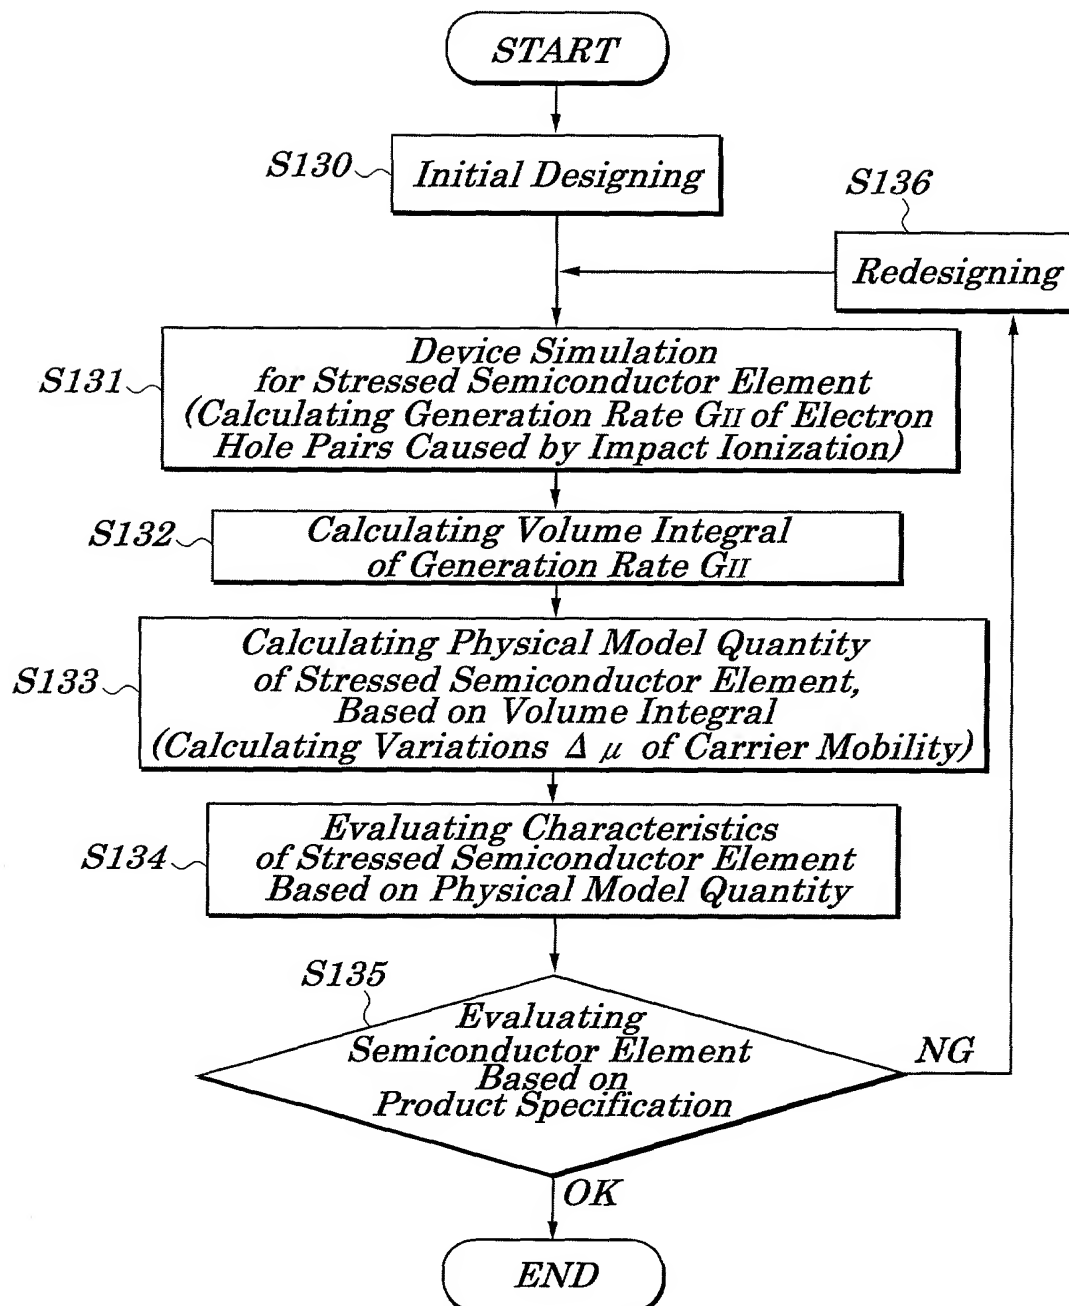 START
S130
Initial Designing
S136
Redesigning
S131
Device Simulation
for Stressed Semiconductor Element
(Calculating Generation Rate GII of Electron
Hole Pairs Caused by Impact Ionization)
S132
Calculating Volume Integral
of Generation Rate GII
S133
Calculating Physical Model Quantity
of Stressed Semiconductor Element,
Based on Volume Integral
(Calculating Variations Δ μ of Carrier Mobility)
S134
Evaluating Characteristics
of Stressed Semiconductor Element
Based on Physical Model Quantity
S135
Evaluating
Semiconductor Element
Based on
Product Specification
NG
OK
END